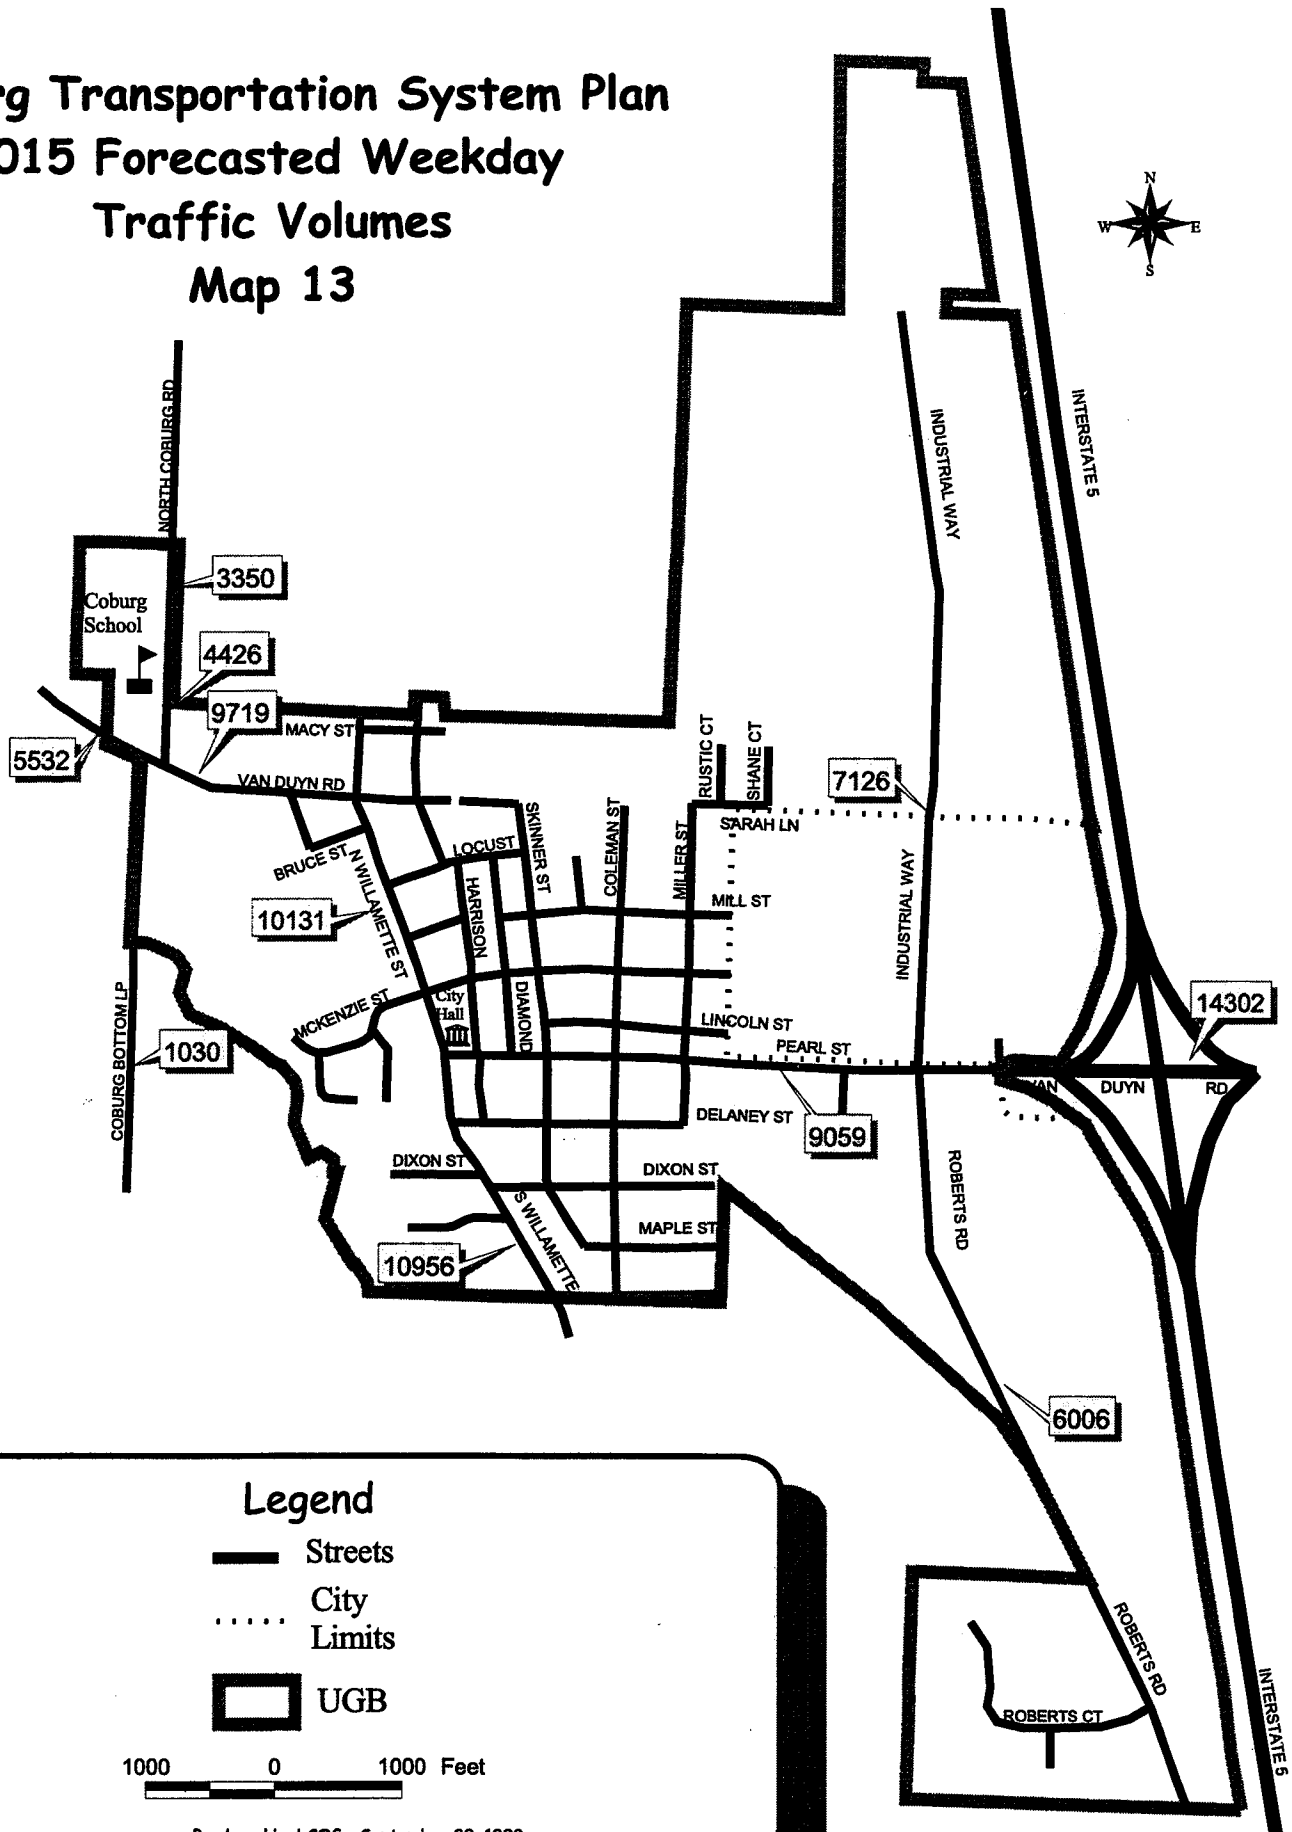 rg Transportation System Plan
015 Forecasted Weekday
Traffic Volumes
Map 13
N
W
E
S
NORTH COBURG RD
INDUSTRIAL WAY
INTERSTATE 5
3350
Coburg
School
4426
9719
5532
MACY ST
VAN DUYN RD
RUSTIC CT
SHANE CT
7126
SARAH LN
BRUCE ST
LOCUST
SKINNER ST
COLEMAN ST
MILLER ST
N WILLAMETTE ST
HARRISON
MILL ST
10131
INDUSTRIAL WAY
MCKENZIE ST
City
Hall
DIAMOND
LINCOLN ST
PEARL ST
14302
COBURG BOTTOM LP
1030
VAN DUYN RD
DELANEY ST
9059
DIXON ST
DIXON ST
ROBERTS RD
S WILLAMETTE
MAPLE ST
10956
6006
Legend
Streets
City
Limits
UGB
1000 0 1000 Feet
ROBERTS RD
ROBERTS CT
INTERSTATE 5